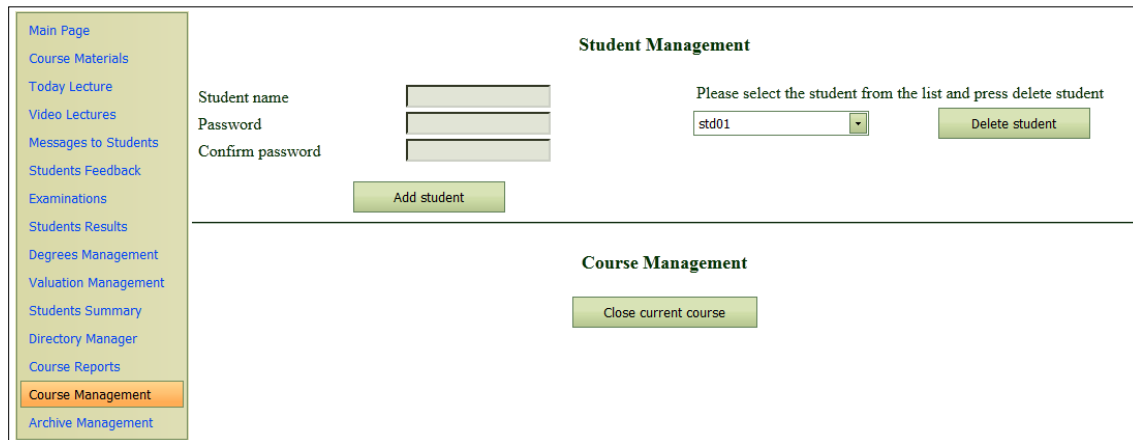 Main Page
Course Materials
Today Lecture
Video Lectures
Messages to Students
Students Feedback
Examinations
Students Results
Degrees Management
Valuation Management
Students Summary
Directory Manager
Course Reports
Course Management
Archive Management
Student Management
Student name
Password
Confirm password
Add student
Please select the student from the list and press delete student
std01 Delete student
Course Management
Close current course